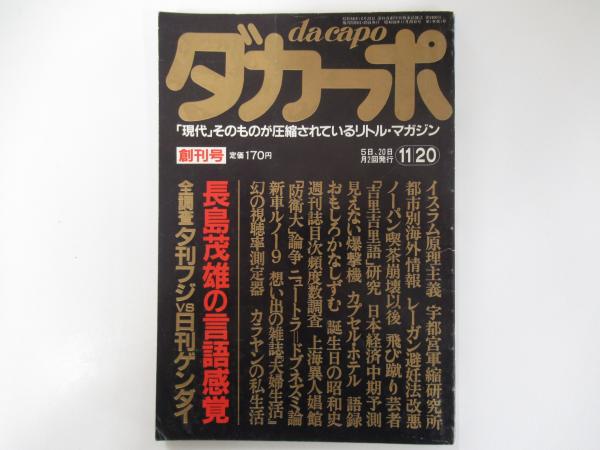 da capo
ダカーポ
「現代」そのものが圧縮されているリトル・マガジン
創刊号
定価170円
5日、20日
月2回発行
11/20
イスラム原理主義 宇都宮軍縮研究所
都市別海外情報 レーガン避妊法改悪
ノーパン喫茶崩壊以後 飛び蹴り芸者
「吉里吉里語」研究 日本経済中期予測
見えない爆撃機 カプセルホテル 語録
おもしろかなしずむ 誕生日の昭和史
週刊誌目次頻度数調査 上海異人娼館
「防衛大」論争 ニュートラ=ドブネズミ論
新車ルノー9 想い出の雑誌『夫婦生活』
幻の視聴率測定器 カラヤンの私生活
長島茂雄の言語感覚
全調査 夕刊フジvs日刊ゲンダイ